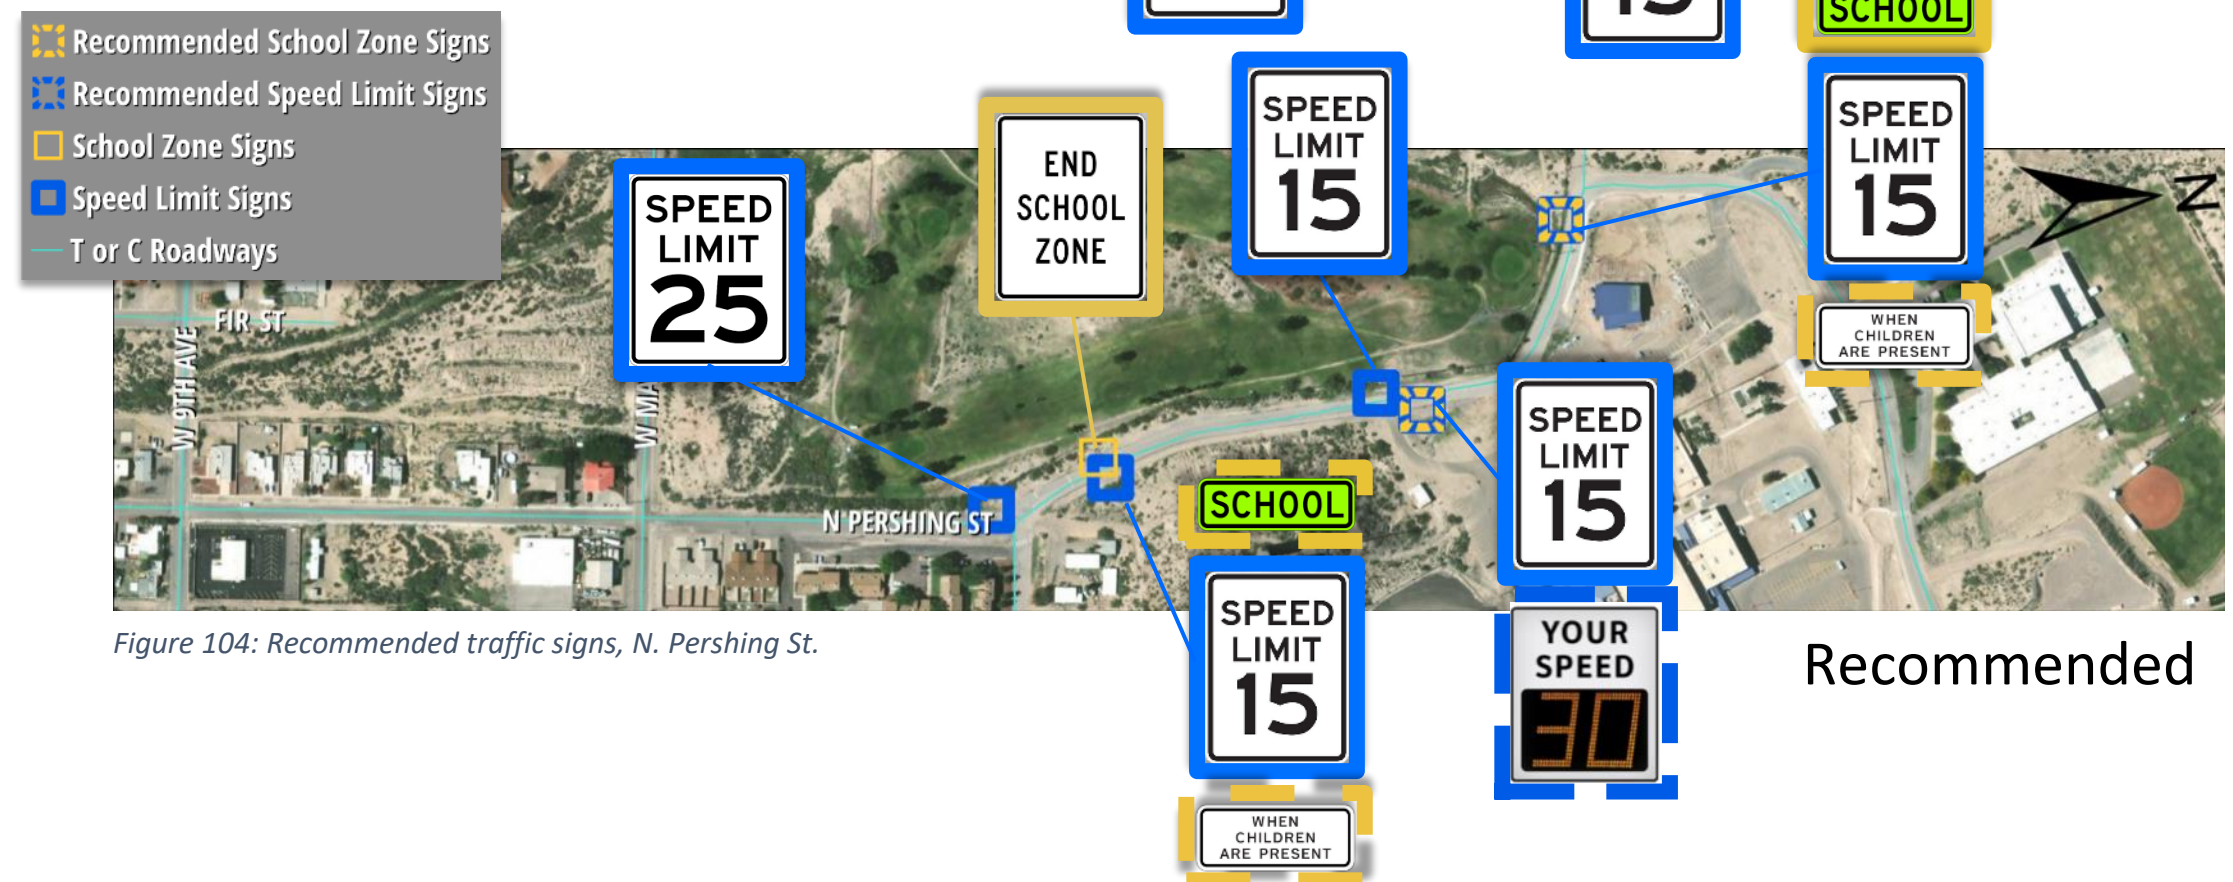 Recommended School Zone Signs
Recommended Speed Limit Signs
School Zone Signs
Speed Limit Signs
T or C Roadways
SCHOOL
SPEED
LIMIT
15
WHEN
CHILDREN
ARE PRESENT
SPEED
LIMIT
15
END
SCHOOL
ZONE
SPEED
LIMIT
25
N
FIR ST
W 9TH AVE
W MA
N PERSHING ST
SPEED
LIMIT
15
YOUR
SPEED
30
SCHOOL
SPEED
LIMIT
15
WHEN
CHILDREN
ARE PRESENT
Figure 104: Recommended traffic signs, N. Pershing St.
Recommended